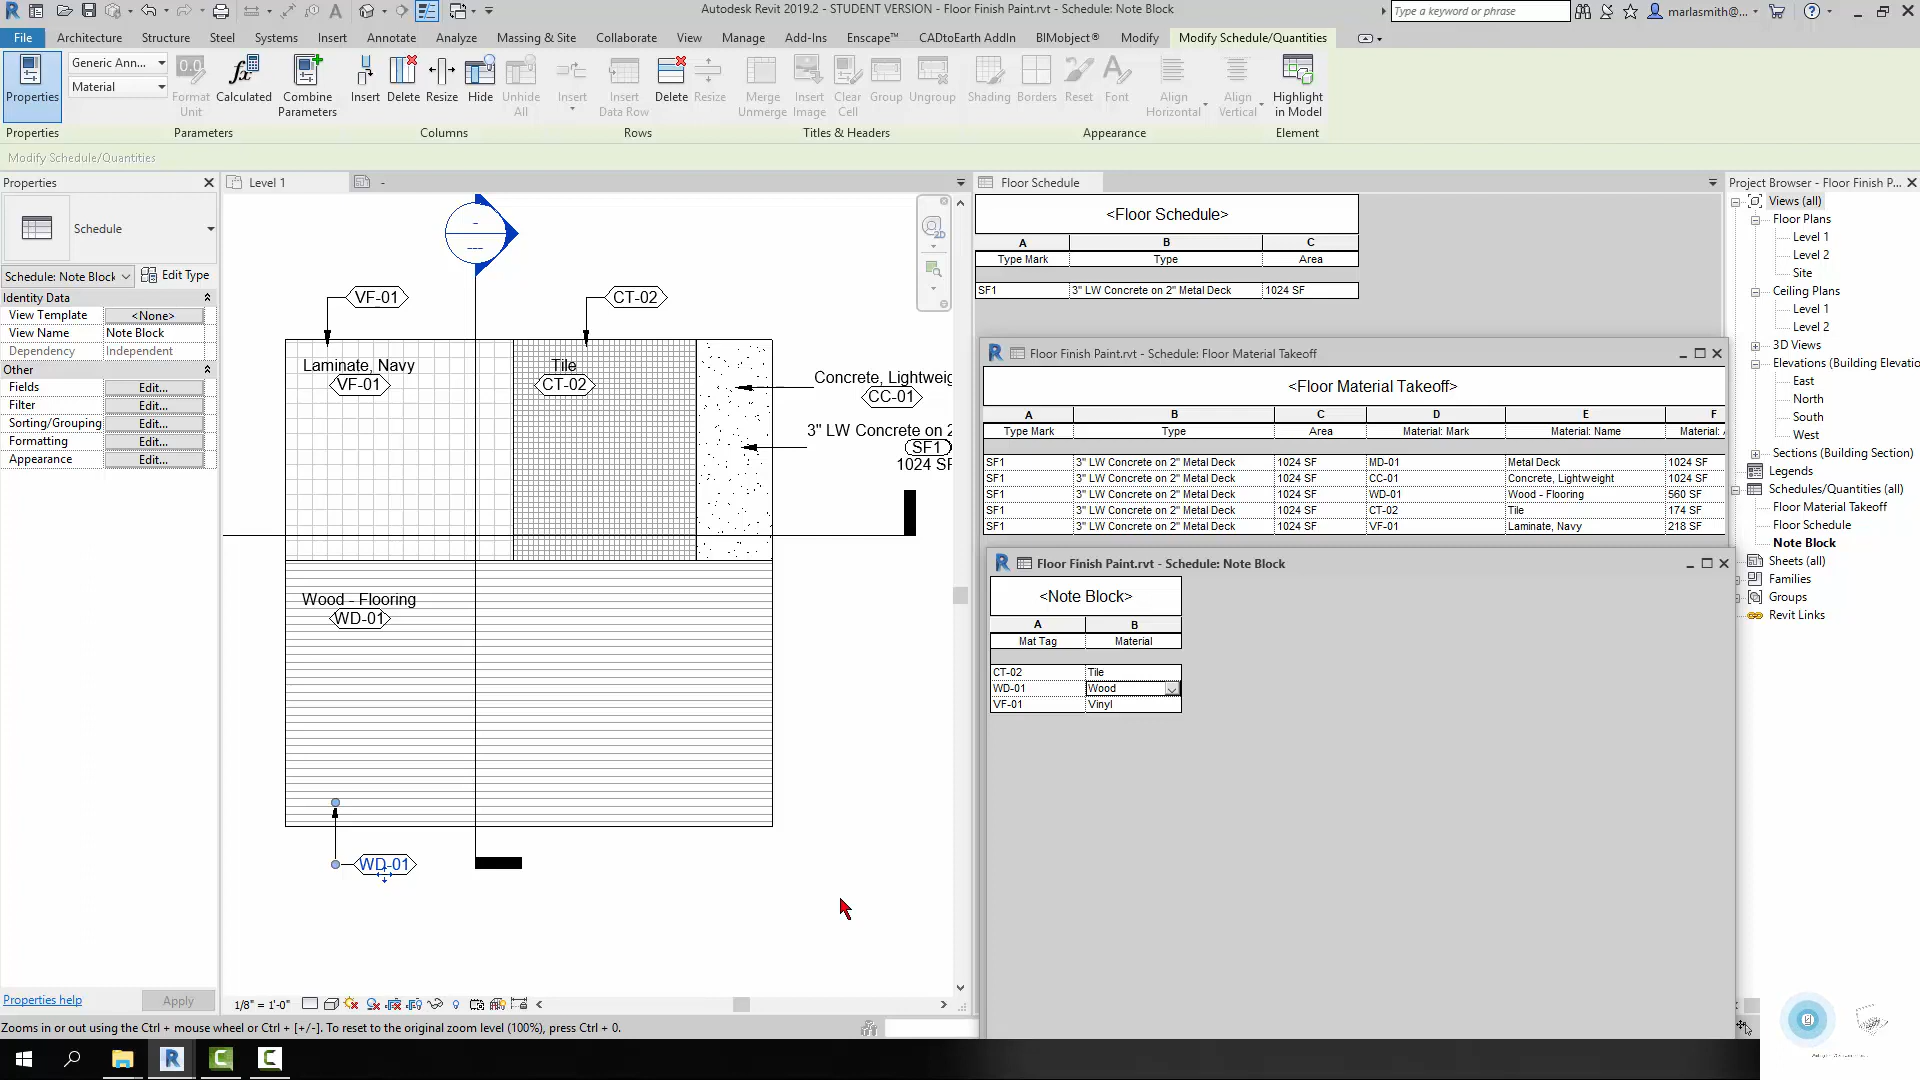 Autodesk Revit 2019.2 - STUDENT VERSION - Floor Finish Paint.rvt - Schedule: Note Block
Type a keyword or phrase
marlasmith@...
File Architecture Structure Steel Systems Insert Annotate Analyze Massing & Site Collaborate View Manage Add-Ins Enscape™ CADtoEarth AddIn BIMobject® Modify Modify Schedule/Quantities
Generic Ann...
Material
Properties
Format Unit
Calculated
Combine Parameters
Insert
Delete
Resize
Hide
Unhide All
Insert
Insert Data Row
Delete
Resize
Merge Unmerge
Insert Image
Clear Cell
Group
Ungroup
Shading
Borders
Reset
Font
Align Horizontal
Align Vertical
Highlight in Model
Properties Parameters Columns Rows Titles & Headers Appearance Element
Modify Schedule/Quantities
Properties
Schedule
Schedule: Note Block Edit Type
Identity Data
View Template <None>
View Name Note Block
Dependency Independent
Other
Fields Edit...
Filter Edit...
Sorting/Grouping Edit...
Formatting Edit...
Appearance Edit...
Properties help Apply
Level 1 -
VF-01
CT-02
Laminate, Navy
VF-01
Tile
CT-02
Concrete, Lightweig
CC-01
3" LW Concrete on 2
SF1
1024 SF
Wood - Flooring
WD-01
WD-01
1/8" = 1'-0"
Floor Schedule
<Floor Schedule>
A B C
Type Mark Type Area
SF1 3" LW Concrete on 2" Metal Deck 1024 SF
Floor Finish Paint.rvt - Schedule: Floor Material Takeoff
<Floor Material Takeoff>
A B C D E F
Type Mark Type Area Material: Mark Material: Name Material:
SF1 3" LW Concrete on 2" Metal Deck 1024 SF MD-01 Metal Deck 1024 SF
SF1 3" LW Concrete on 2" Metal Deck 1024 SF CC-01 Concrete, Lightweight 1024 SF
SF1 3" LW Concrete on 2" Metal Deck 1024 SF WD-01 Wood - Flooring 560 SF
SF1 3" LW Concrete on 2" Metal Deck 1024 SF CT-02 Tile 174 SF
SF1 3" LW Concrete on 2" Metal Deck 1024 SF VF-01 Laminate, Navy 218 SF
Floor Finish Paint.rvt - Schedule: Note Block
<Note Block>
A B
Mat Tag Material
CT-02 Tile
WD-01 Wood
VF-01 Vinyl
Project Browser - Floor Finish P...
Views (all)
Floor Plans
Level 1
Level 2
Site
Ceiling Plans
Level 1
Level 2
3D Views
Elevations (Building Elevatio
East
North
South
West
Sections (Building Section)
Legends
Schedules/Quantities (all)
Floor Material Takeoff
Floor Schedule
Note Block
Sheets (all)
Families
Groups
Revit Links
Zooms in or out using the Ctrl + mouse wheel or Ctrl + [+/-]. To reset to the original zoom level (100%), press Ctrl + 0.